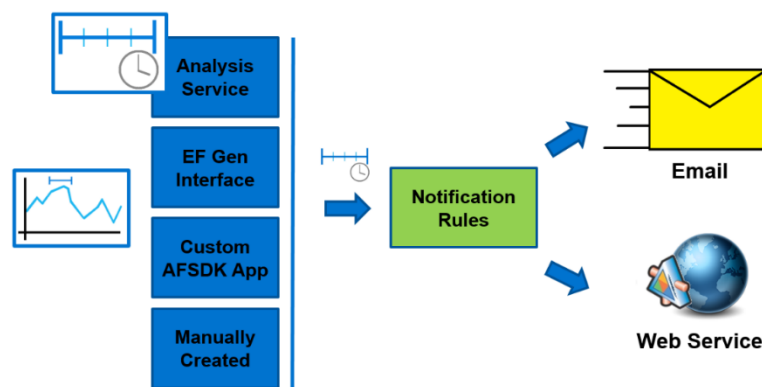 Analysis
Service
EF Gen
Interface
Custom
AFSDK App
Manually
Created
Notification
Rules
Email
Web Service